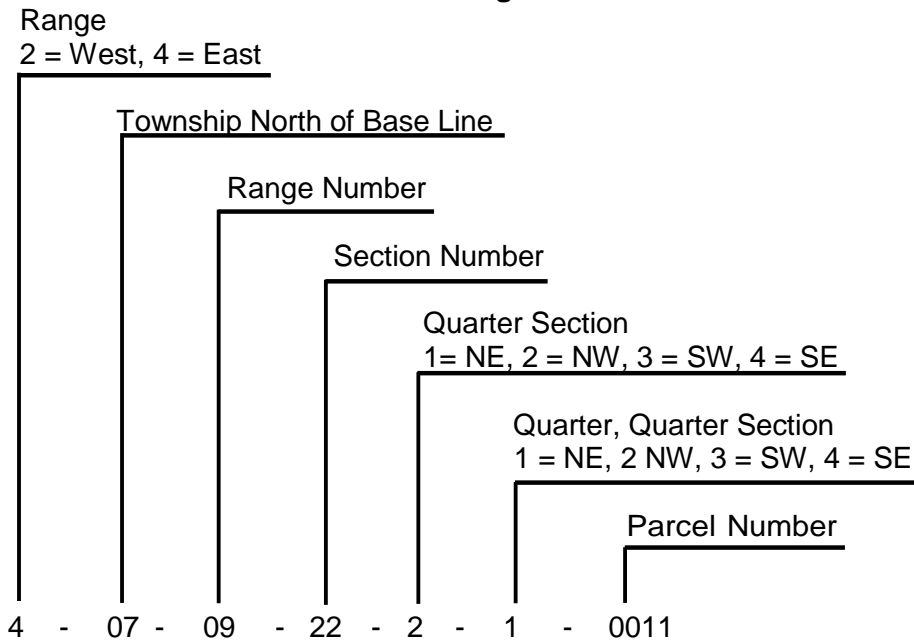 Range
2 = West, 4 = East
Township North of Base Line
Range Number
Section Number
Quarter Section
1= NE, 2 = NW, 3 = SW, 4 = SE
Quarter, Quarter Section
1 = NE, 2 NW, 3 = SW, 4 = SE
Parcel Number
4 - 07 - 09 - 22 - 2 - 1 - 0011